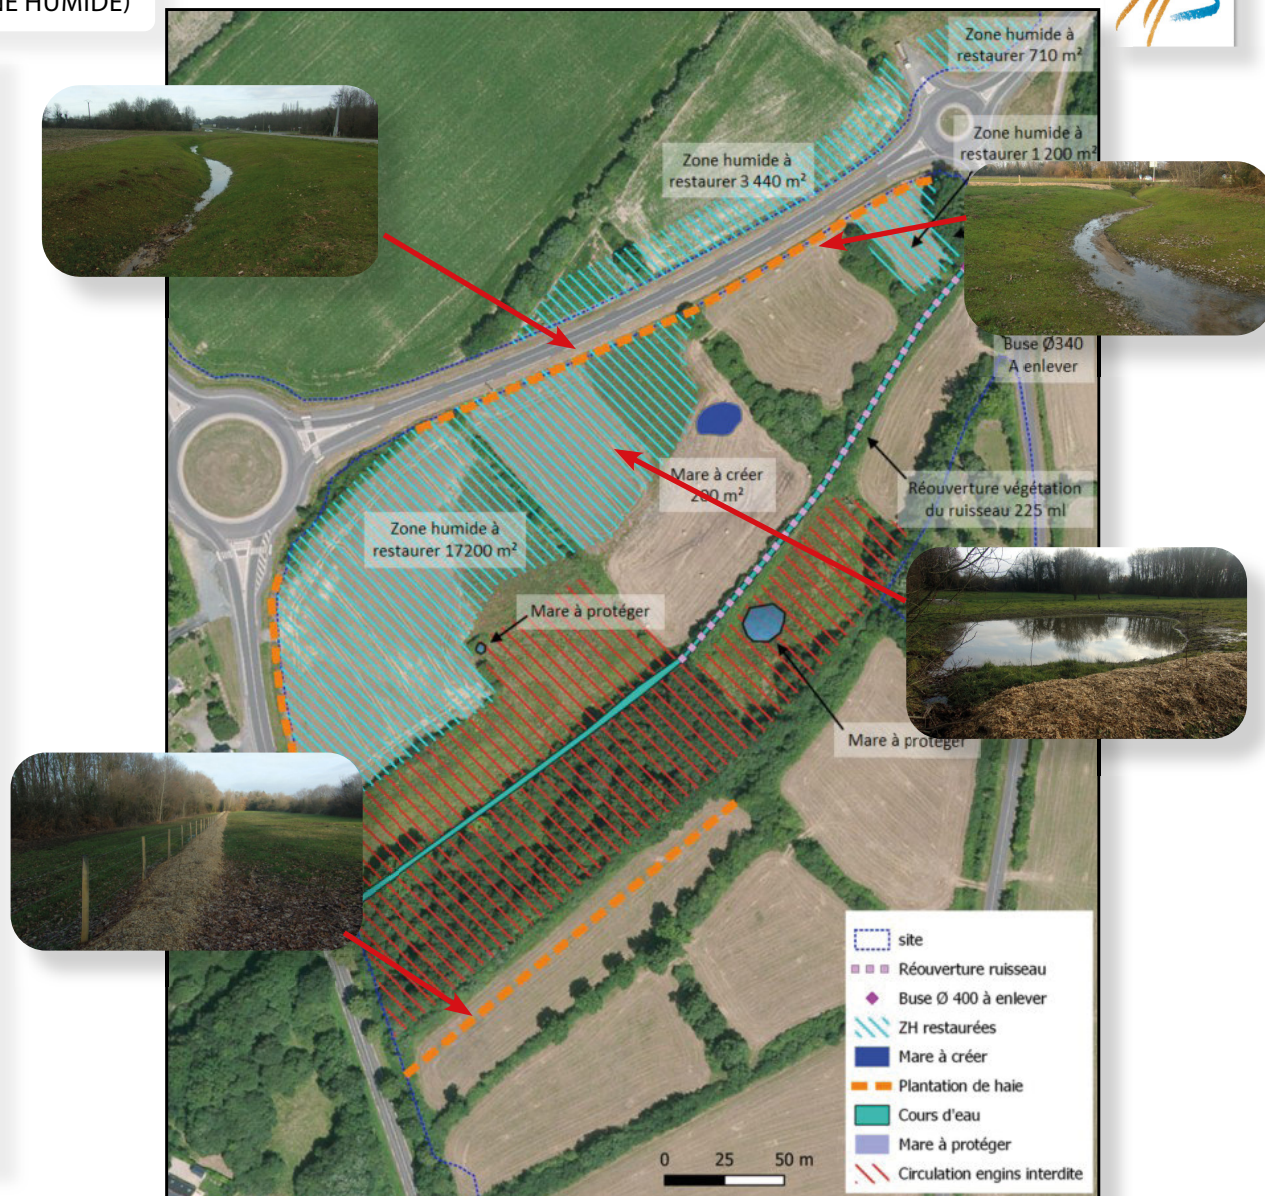 NE HUMIDE)
Zone humide à
restaurer 710 m²
Zone humide à
restaurer 1 200 m²
Zone humide à
restaurer 3 440 m²
Buse Ø340
A enlever
Mare à créer
200 m²
Réouverture végétation
du ruisseau 225 ml
Zone humide à
restaurer 17200 m²
Mare à protéger
Mare à protéger
site
Réouverture ruisseau
Buse Ø 400 à enlever
ZH restaurées
Mare à créer
Plantation de haie
Cours d'eau
Mare à protéger
Circulation engins interdite
0 25 50 m